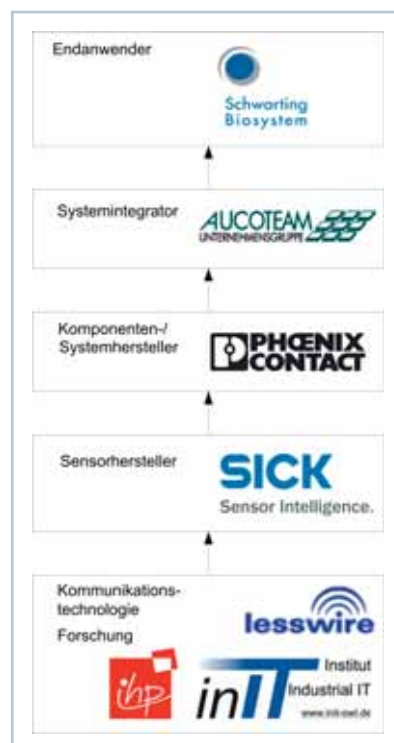 Endanwender
Schwarting
Biosystem
Systemintegrator
AUCOTEAM
UNTERNEHMENSGRUPPE
Komponenten-/
Systemhersteller
PHŒNIX
CONTACT
Sensorhersteller
SICK
Sensor Intelligence.
Kommunikations-
technologie
lesswire
Forschung
ihp
inIT
Institut
Industrial IT
www.init-owl.de